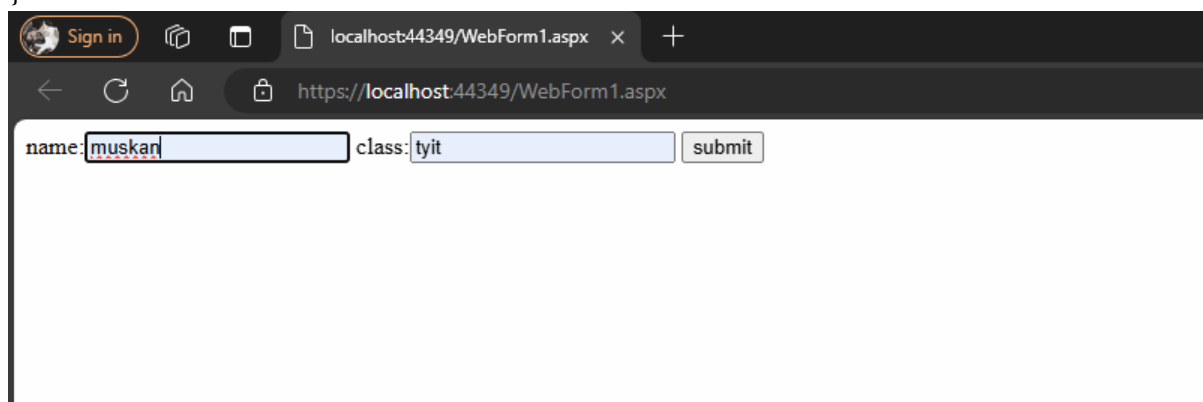 Sign in localhost:44349/WebForm1.aspx
https://localhost:44349/WebForm1.aspx
name: muskan class: tyit submit